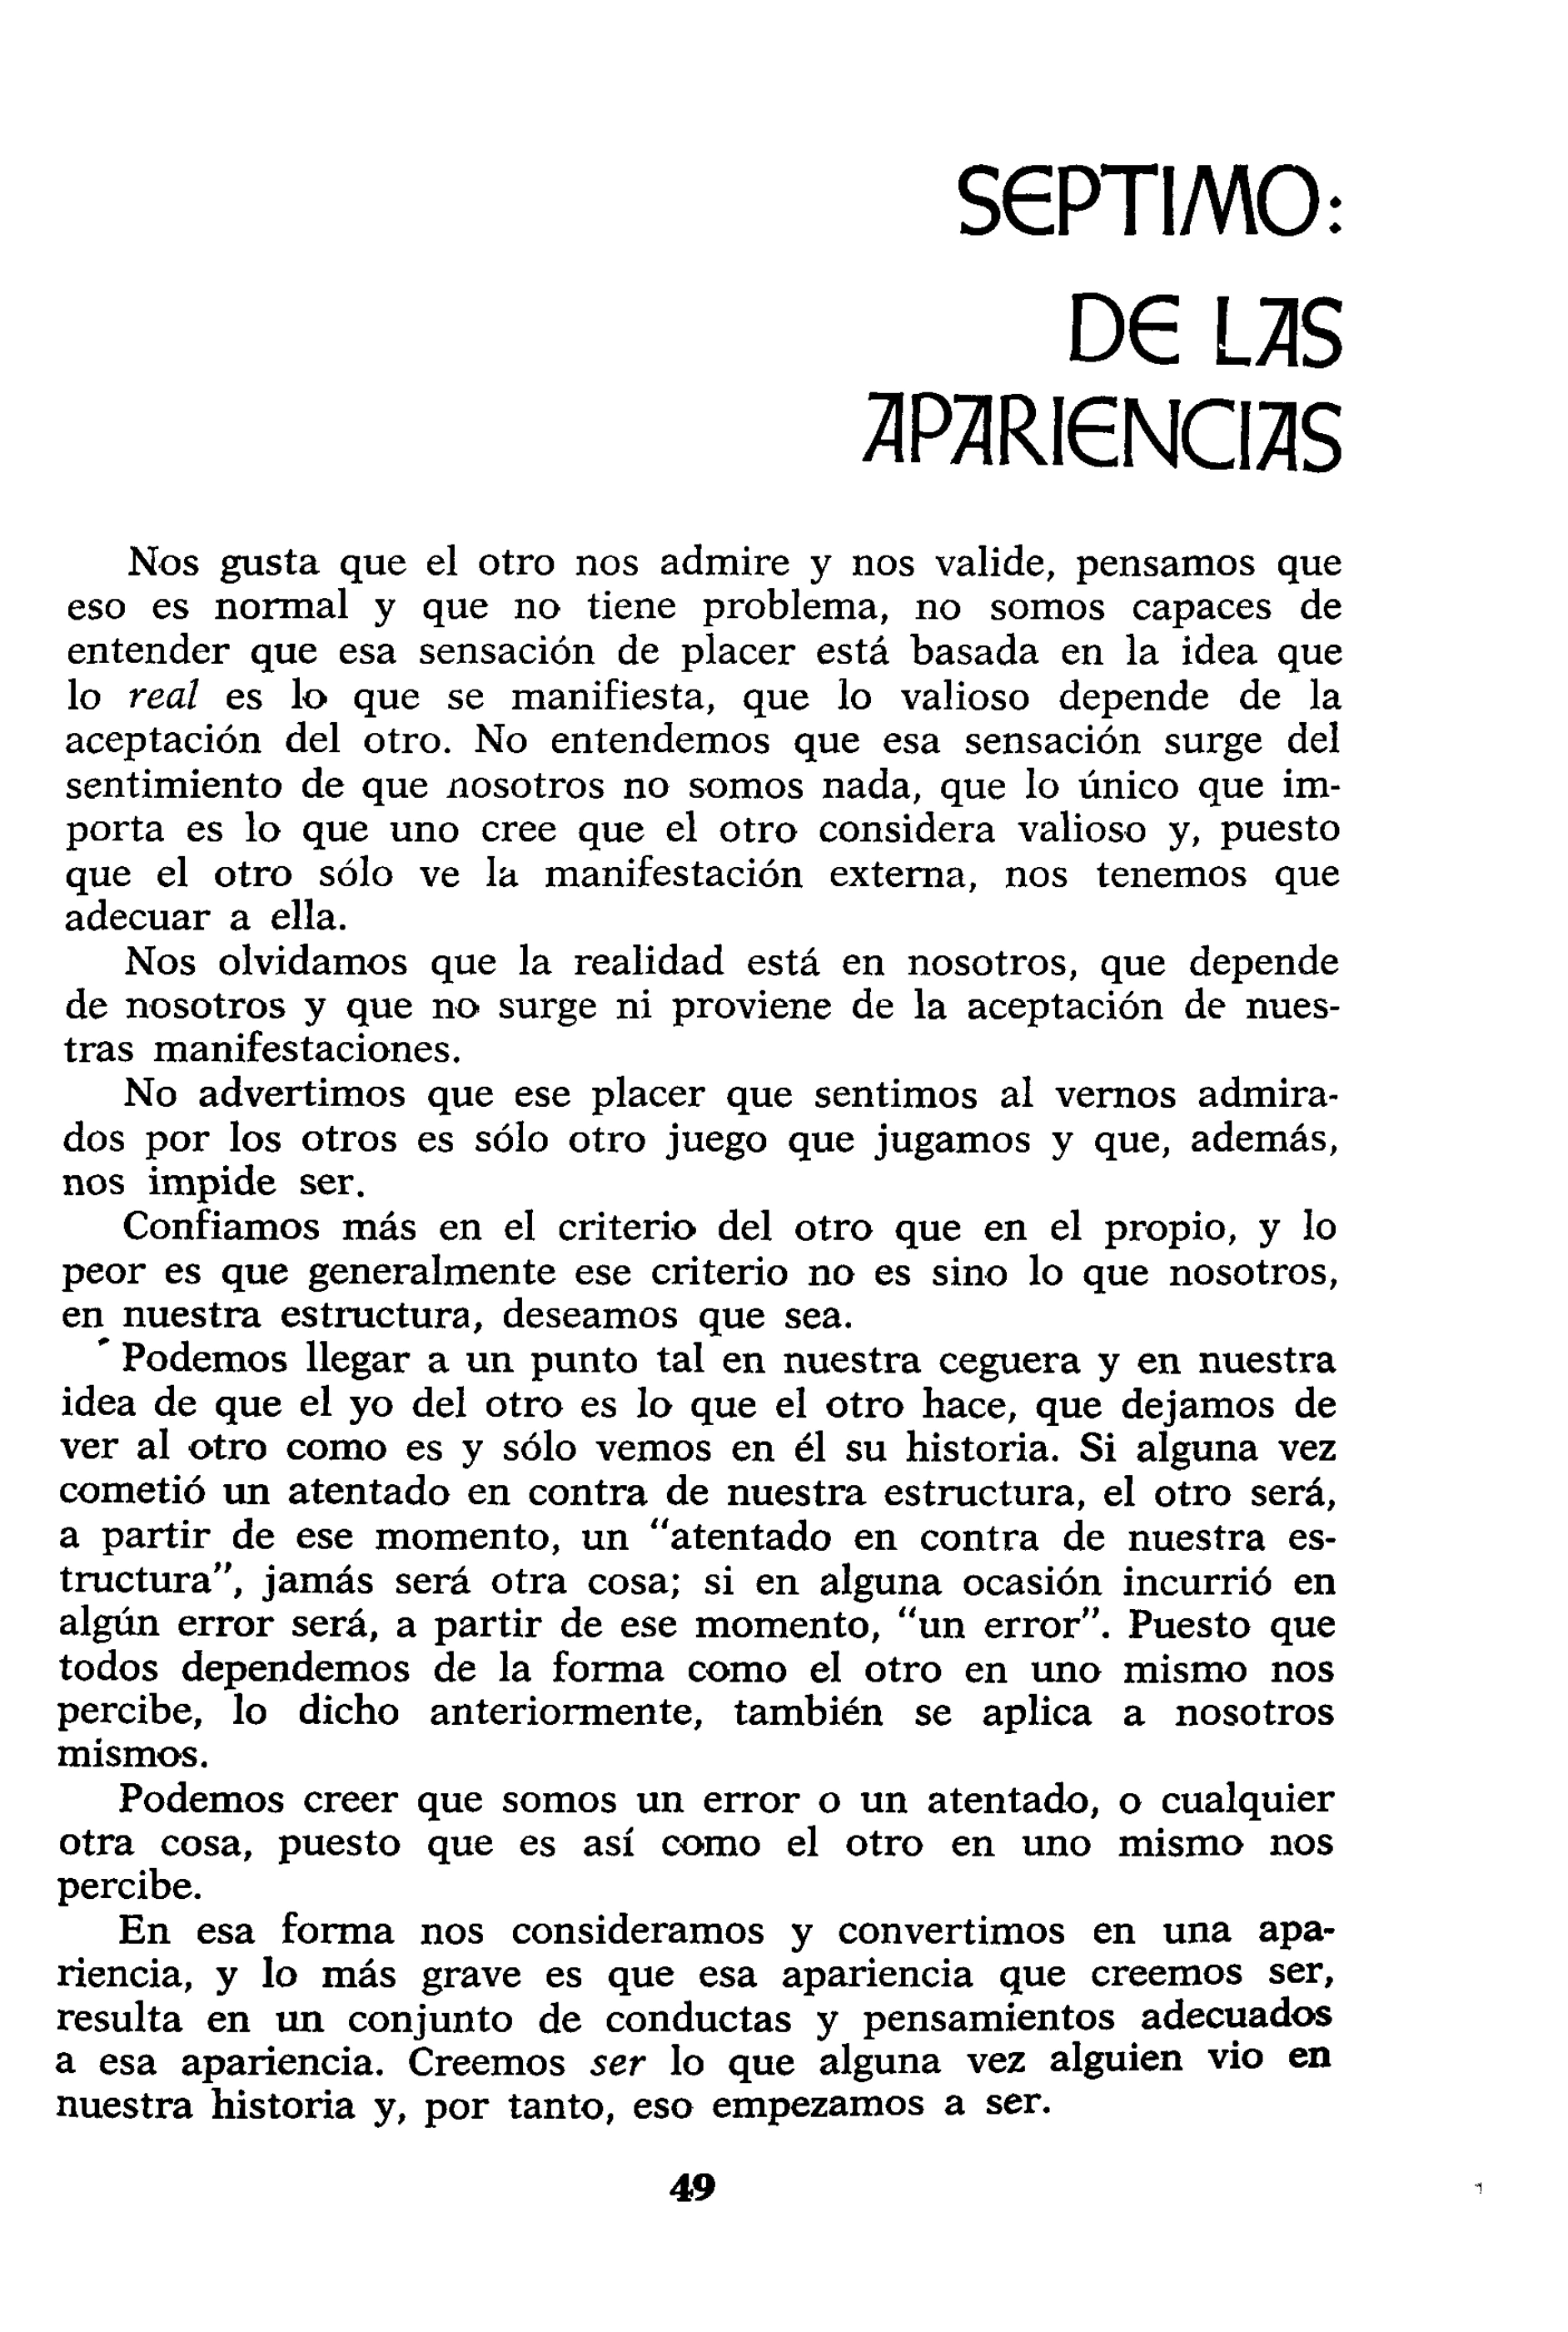 SEPTIMO:
DE LAS
APARIENCIAS
Nos gusta que el otro nos admire y nos valide, pensamos que
eso es normal y que no tiene problema, no somos capaces de
entender que esa sensación de placer está basada en la idea que
lo real es lo que se manifiesta, que lo valioso depende de la
aceptación del otro. No entendemos que esa sensación surge del
sentimiento de que nosotros no somos nada, que lo único que im-
porta es lo que uno cree que el otro considera valioso y, puesto
que el otro sólo ve la manifestación externa, nos tenemos que
adecuar a ella.
Nos olvidamos que la realidad está en nosotros, que depende
de nosotros y que no surge ni proviene de la aceptación de nues-
tras manifestaciones.
No advertimos que ese placer que sentimos al vernos admira-
dos por los otros es sólo otro juego que jugamos y que, además,
nos impide ser.
Confiamos más en el criterio del otro que en el propio, y lo
peor es que generalmente ese criterio no es sino lo que nosotros,
en nuestra estructura, deseamos que sea.
Podemos llegar a un punto tal en nuestra ceguera y en nuestra
idea de que el yo del otro es lo que el otro hace, que dejamos de
ver al otro como es y sólo vemos en él su historia. Si alguna vez
cometió un atentado en contra de nuestra estructura, el otro será,
a partir de ese momento, un "atentado en contra de nuestra es-
tructura", jamás será otra cosa; si en alguna ocasión incurrió en
algún error será, a partir de ese momento, "un error". Puesto que
todos dependemos de la forma como el otro en uno mismo nos
percibe, lo dicho anteriormente, también se aplica a nosotros
mismos.
Podemos creer que somos un error o un atentado, o cualquier
otra cosa, puesto que es así como el otro en uno mismo nos
percibe.
En esa forma nos consideramos y convertimos en una apa-
riencia, y lo más grave es que esa apariencia que creemos ser,
resulta en un conjunto de conductas y pensamientos adecuados
a esa apariencia. Creemos ser lo que alguna vez alguien vio en
nuestra historia y, por tanto, eso empezamos a ser.
49